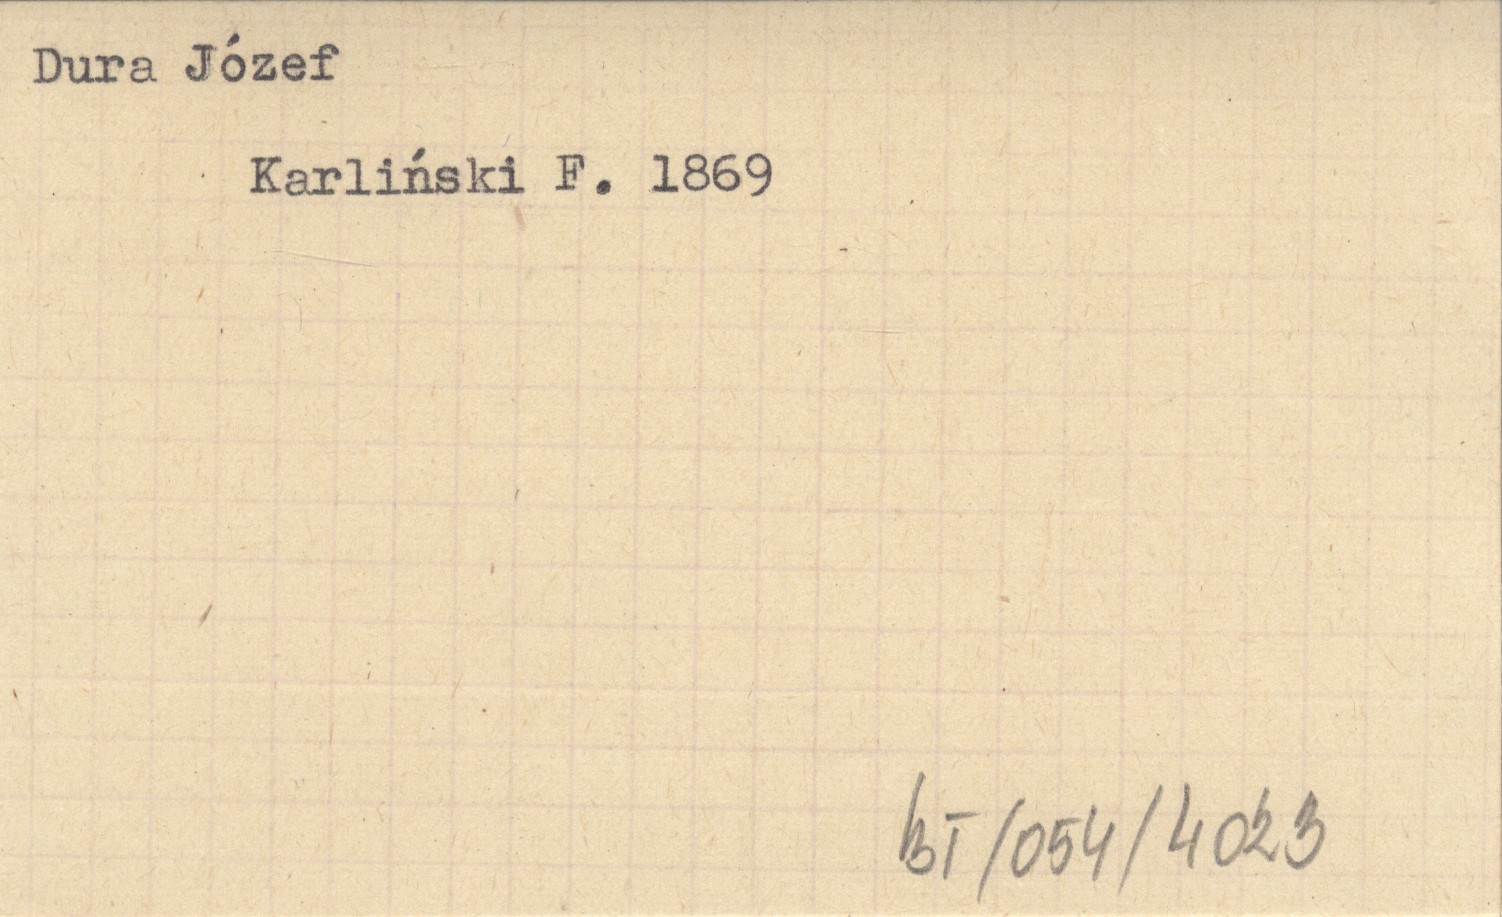 Dura Józef
Karliński F. 1869
BT/054/4023